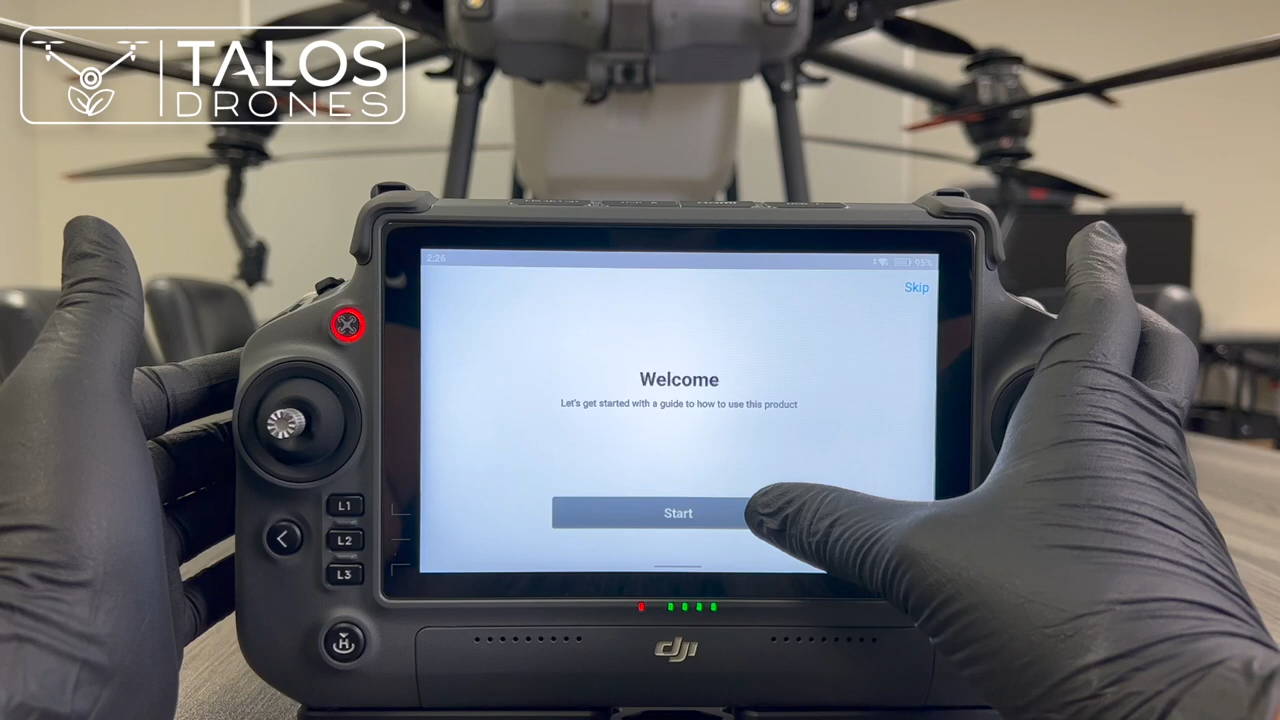 TALOS
DRONES
2:26
95%
Skip
Welcome
Let's get started with a guide to how to use this product
Start
L1
L2
L3
H
dji